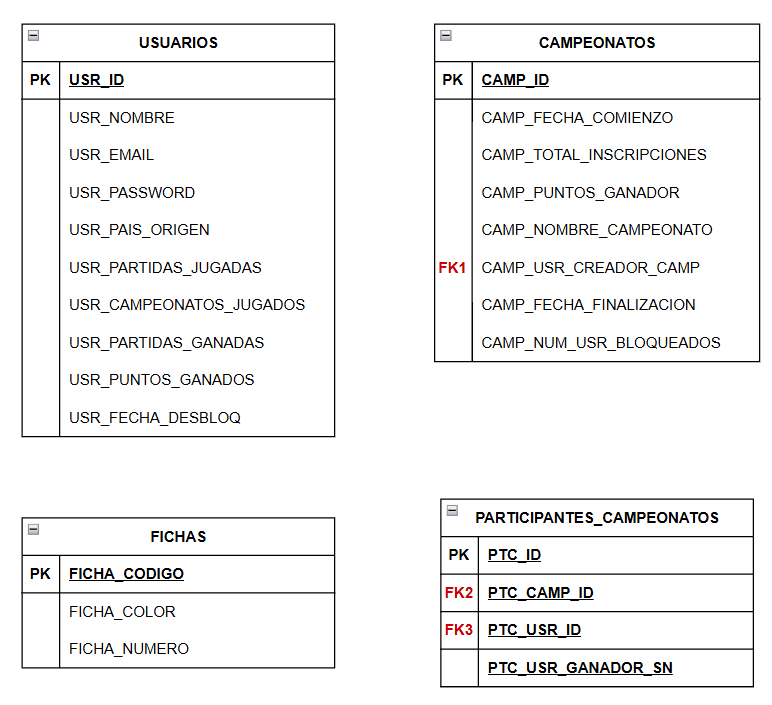 USUARIOS
PK USR_ID
USR_NOMBRE
USR_EMAIL
USR_PASSWORD
USR_PAIS_ORIGEN
USR_PARTIDAS_JUGADAS
USR_CAMPEONATOS_JUGADOS
USR_PARTIDAS_GANADAS
USR_PUNTOS_GANADOS
USR_FECHA_DESBLOQ
CAMPEONATOS
PK CAMP_ID
CAMP_FECHA_COMIENZO
CAMP_TOTAL_INSCRIPCIONES
CAMP_PUNTOS_GANADOR
CAMP_NOMBRE_CAMPEONATO
FK1 CAMP_USR_CREADOR_CAMP
CAMP_FECHA_FINALIZACION
CAMP_NUM_USR_BLOQUEADOS
FICHAS
PK FICHA_CODIGO
FICHA_COLOR
FICHA_NUMERO
PARTICIPANTES_CAMPEONATOS
PK PTC_ID
FK2 PTC_CAMP_ID
FK3 PTC_USR_ID
PTC_USR_GANADOR_SN